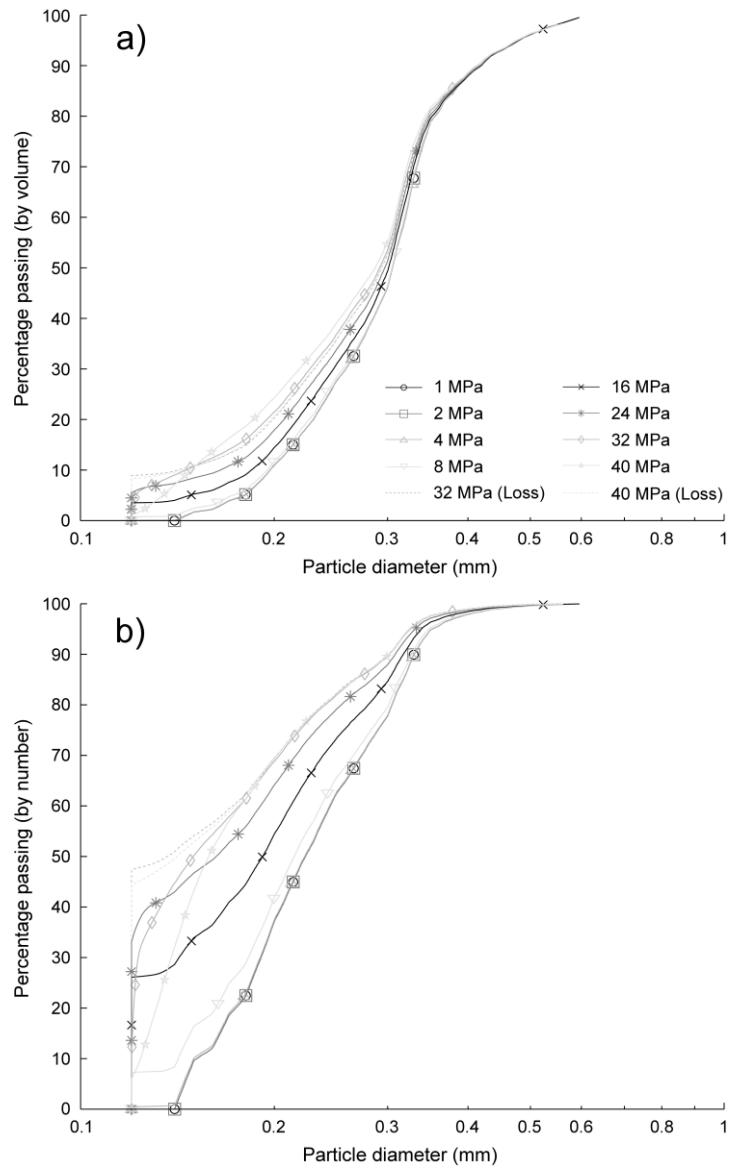 a)
100
90
80
70
60
50
40
30
20
10
0
Percentage passing (by volume)
1 MPa
16 MPa
2 MPa
24 MPa
4 MPa
32 MPa
8 MPa
40 MPa
32 MPa (Loss)
40 MPa (Loss)
0.1
0.2
0.3
0.4
0.5
0.6
0.8
1
Particle diameter (mm)
b)
100
90
80
70
60
50
40
30
20
10
0
Percentage passing (by number)
0.1
0.2
0.3
0.4
0.5
0.6
0.8
1
Particle diameter (mm)